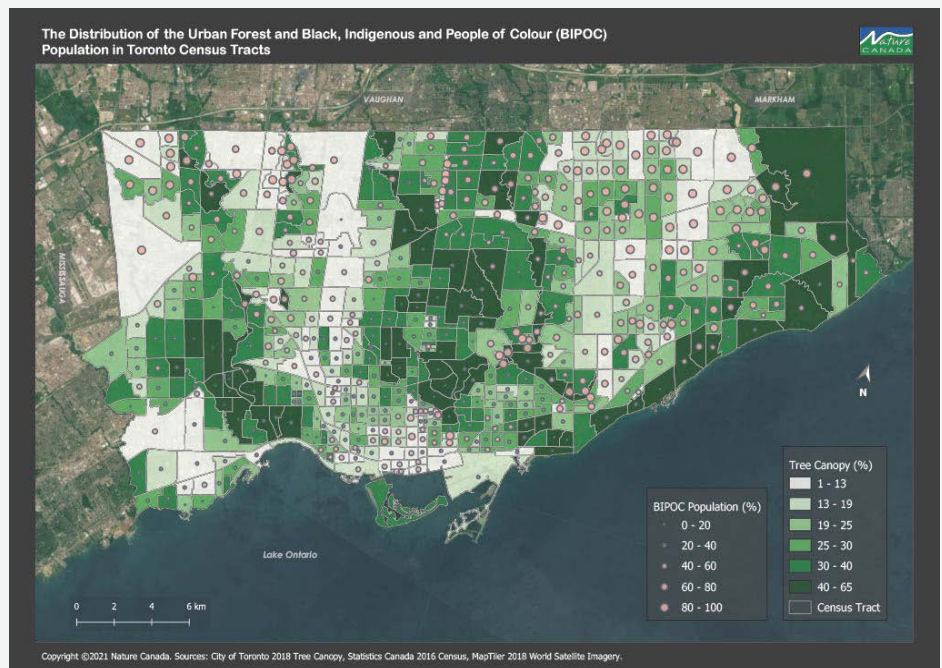 The Distribution of the Urban Forest and Black, Indigenous and People of Colour (BIPOC)
Population in Toronto Census Tracts
Nature
CANADA
VAUGHAN
MARKHAM
MISSISSAUGA
N
Lake Ontario
BIPOC Population (%)
0 - 20
20 - 40
40 - 60
60 - 80
80 - 100
Tree Canopy (%)
1 - 13
13 - 19
19 - 25
25 - 30
30 - 40
40 - 65
Census Tract
0 2 4 6 km
Copyright ©2021 Nature Canada. Sources: City of Toronto 2018 Tree Canopy, Statistics Canada 2016 Census, MapTiler 2018 World Satellite Imagery.